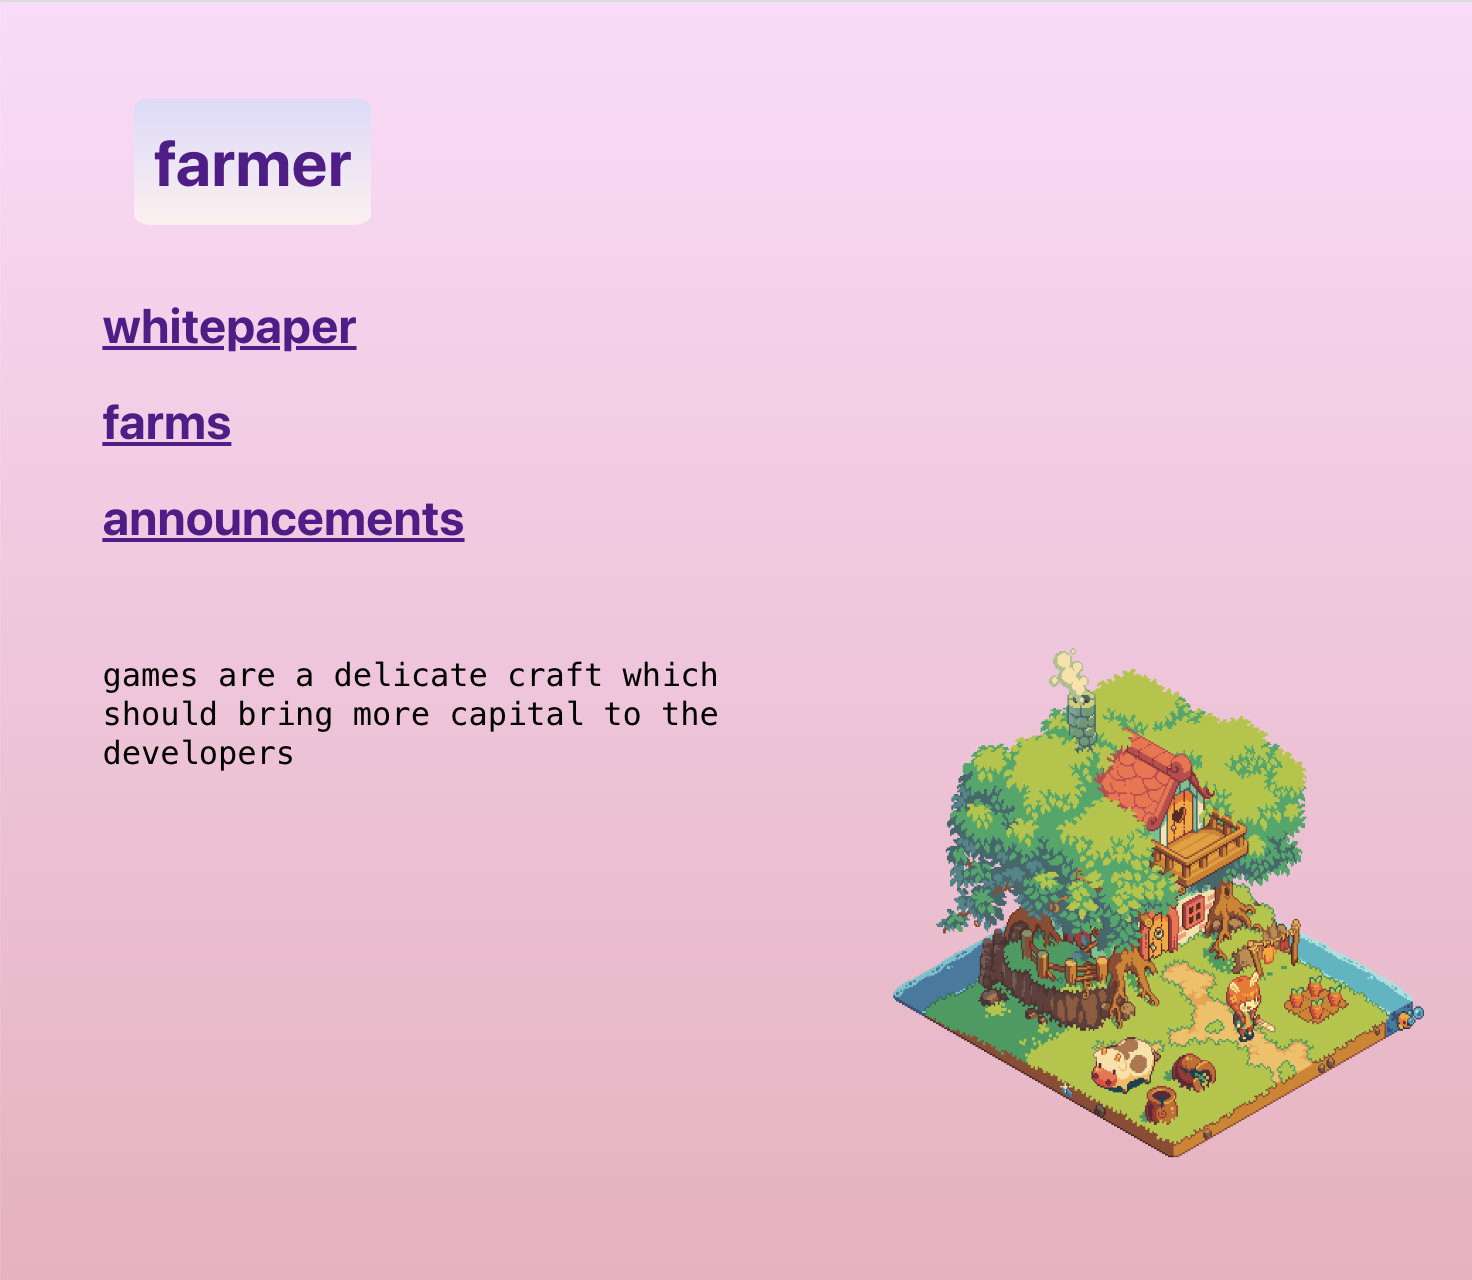 farmer
whitepaper
farms
announcements
games are a delicate craft which
should bring more capital to the
developers